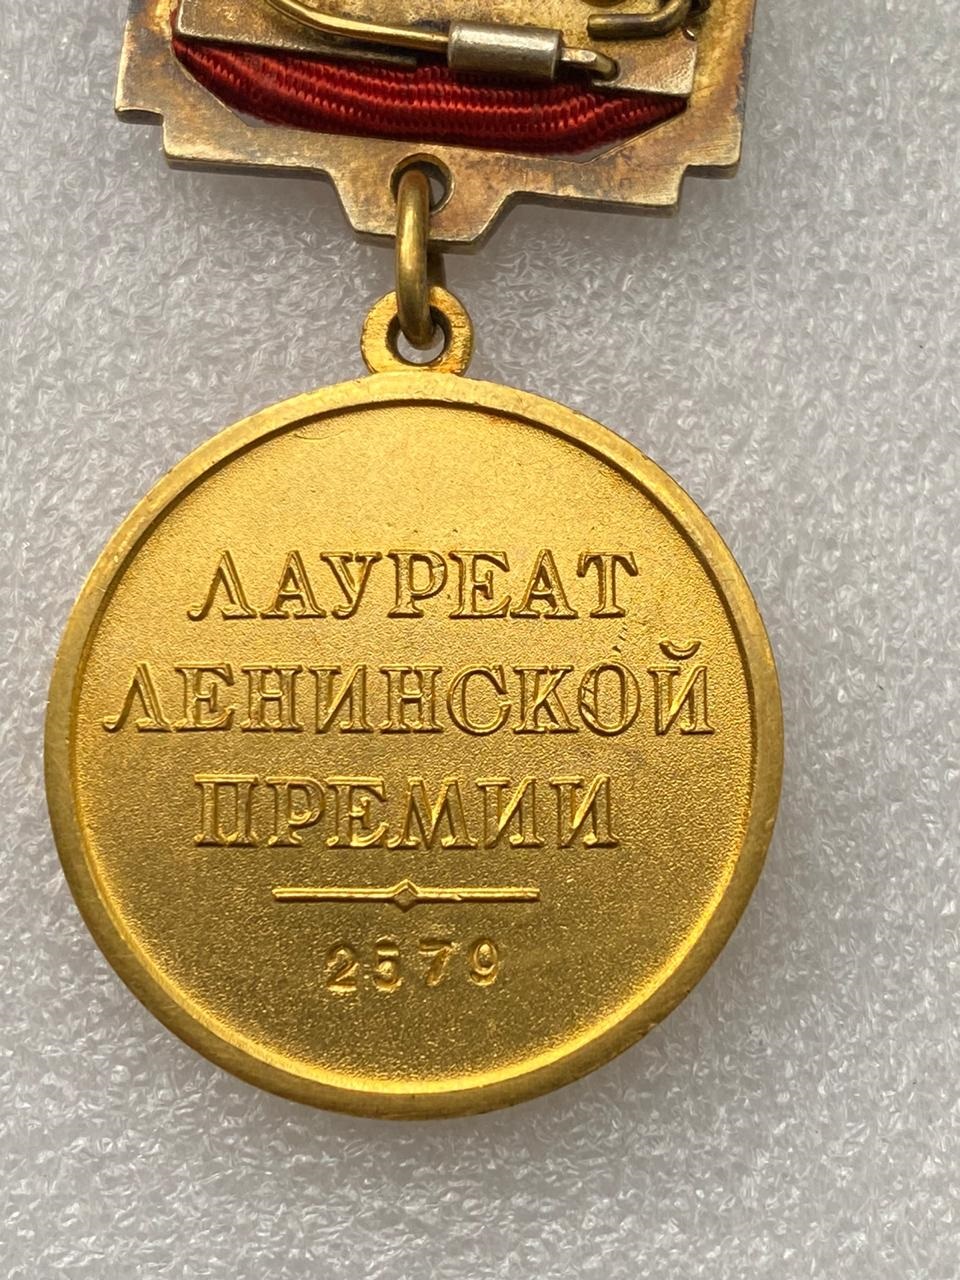 ЛАУРЕАТ
ЛЕНИНСКОЙ
ПРЕМИИ
2579